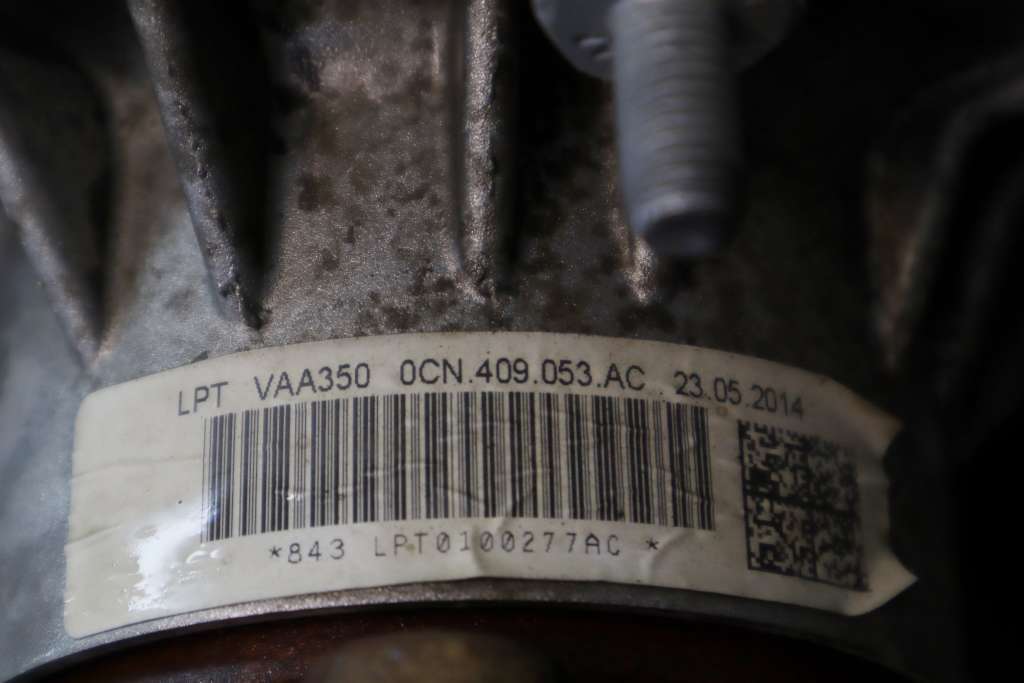 LPT VAA350 0CN.409.053.AC 23.05.2014
*843 LPT0100277AC *